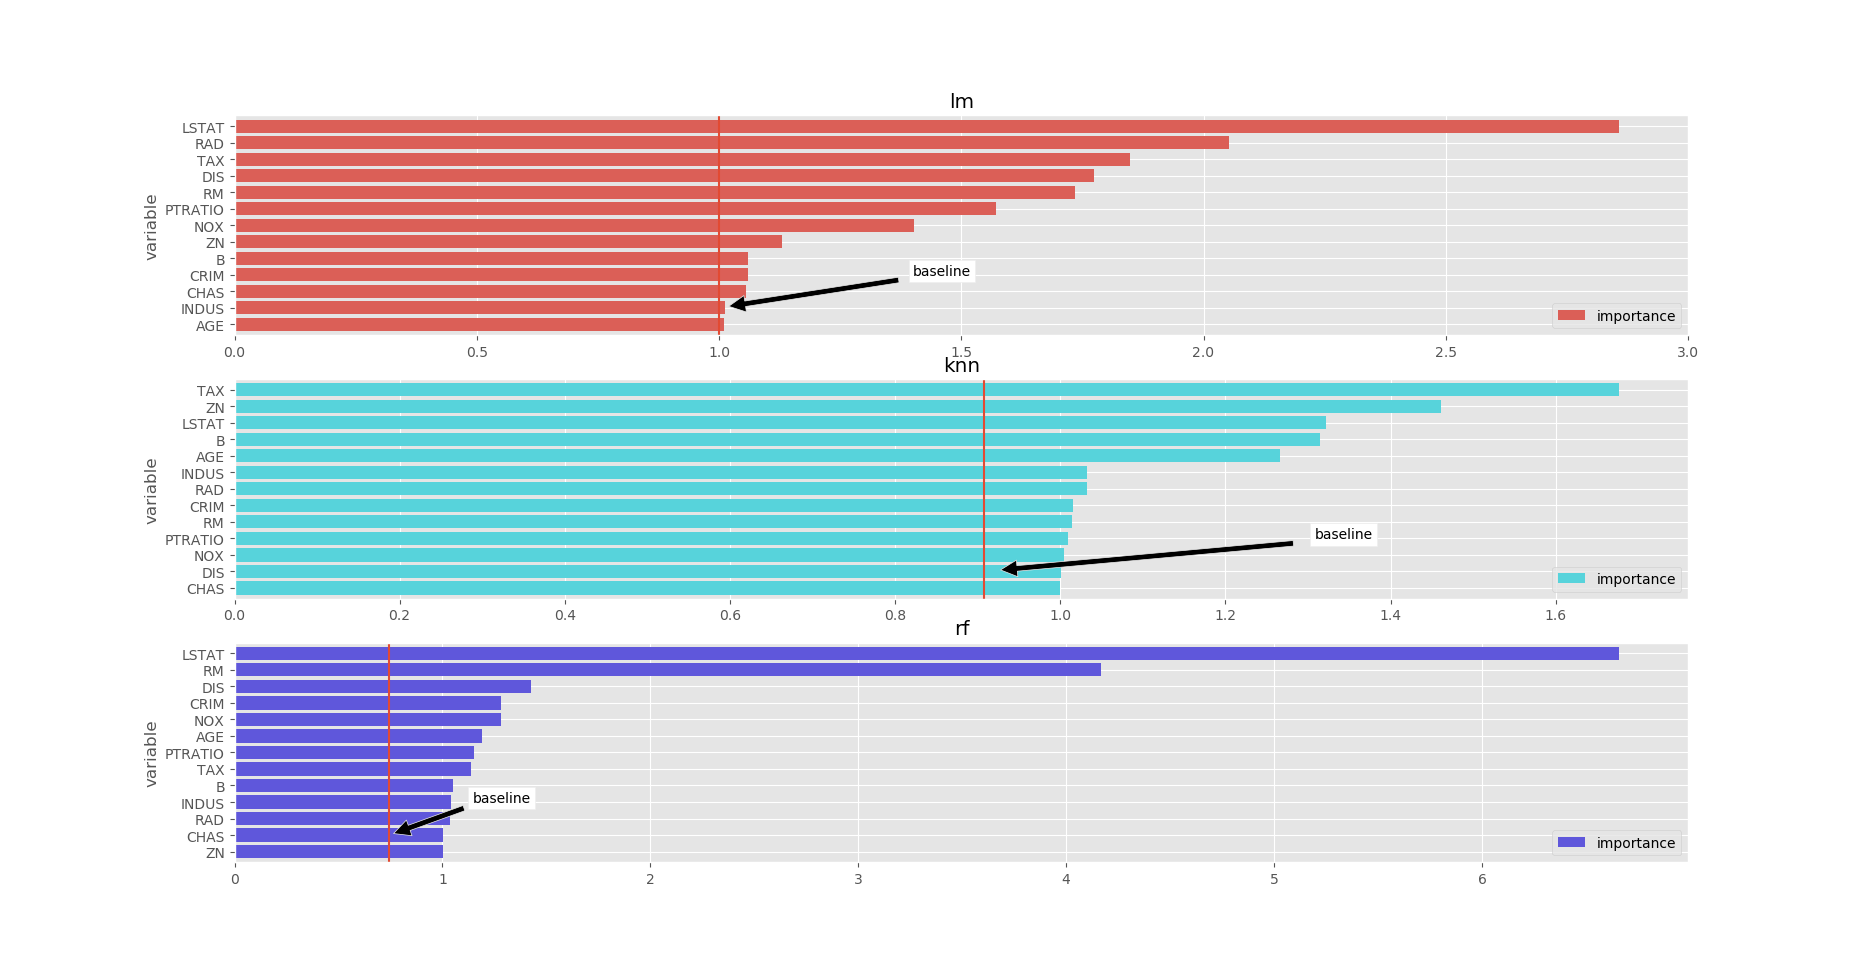 lm
variable
LSTAT
RAD
TAX
DIS
RM
PTRATIO
NOX
ZN
B
CRIM
CHAS
INDUS
AGE
baseline
importance
0.0 0.5 1.0 1.5 2.0 2.5 3.0
knn
variable
TAX
ZN
LSTAT
B
AGE
INDUS
RAD
CRIM
RM
PTRATIO
NOX
DIS
CHAS
baseline
importance
0.0 0.2 0.4 0.6 0.8 1.0 1.2 1.4 1.6
rf
variable
LSTAT
RM
DIS
CRIM
NOX
AGE
PTRATIO
TAX
B
INDUS
RAD
CHAS
ZN
baseline
importance
0 1 2 3 4 5 6